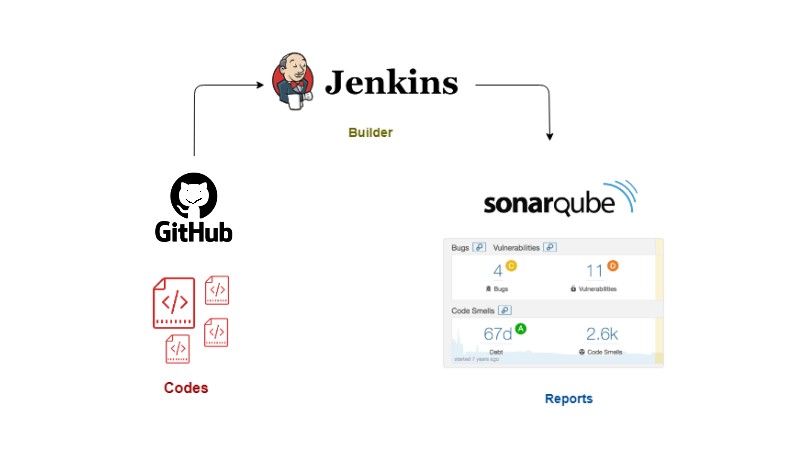 Jenkins
Builder
GitHub
</>
</>
</>
</>
Codes
sonarqube
Bugs Vulnerabilities
4 C 11 D
Bugs Vulnerabilities
Code Smells
67d A 2.6k
Debt Code Smells
started 7 years ago
Reports